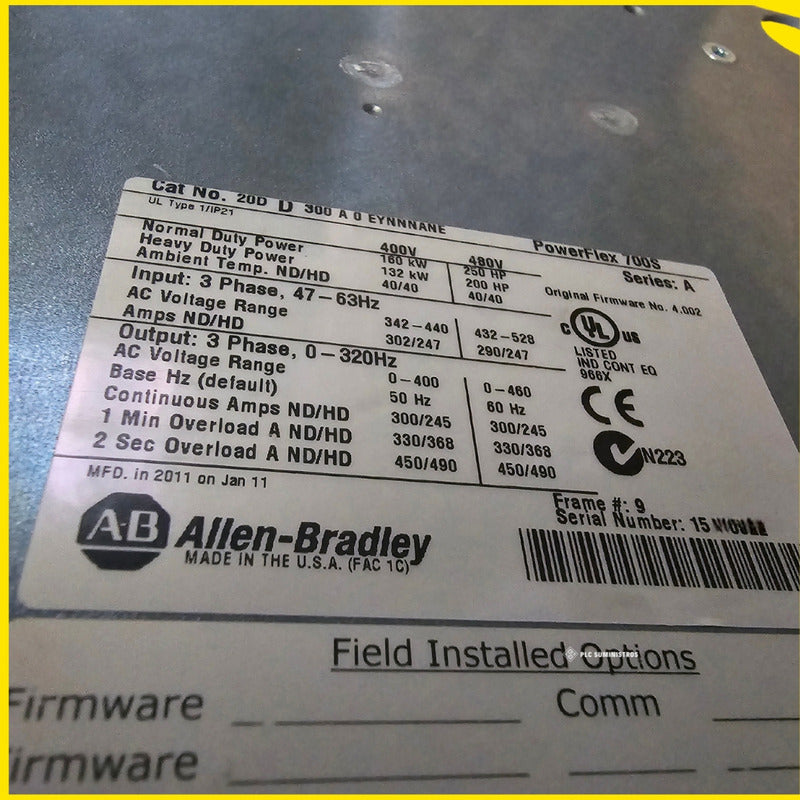 Cat No. 20D D 300 A 0 EYNNNANE
UL Type 1/IP21
PowerFlex 700S
Series: A
400V 480V
Normal Duty Power 160 kW 250 HP
Heavy Duty Power 132 kW 200 HP
Ambient Temp. ND/HD 40/40 40/40
Original Firmware No. 4.002
Input: 3 Phase, 47-63Hz
AC Voltage Range 342-440 432-528
Amps ND/HD 302/247 290/247
Output: 3 Phase, 0-320Hz
AC Voltage Range 0-400 0-460
Base Hz (default) 50 Hz 60 Hz
Continuous Amps ND/HD 300/245 300/245
1 Min Overload A ND/HD 330/368 330/368
2 Sec Overload A ND/HD 450/490 450/490
C UL US
LISTED
IND CONT EQ
966X
CE
N223
MFD. in 2011 on Jan 11
Frame #: 9
Serial Number: 15
A-B Allen-Bradley
MADE IN THE U.S.A. (FAC 1C)
Field Installed Options
PLC SUMINISTROS
Firmware Comm
Firmware